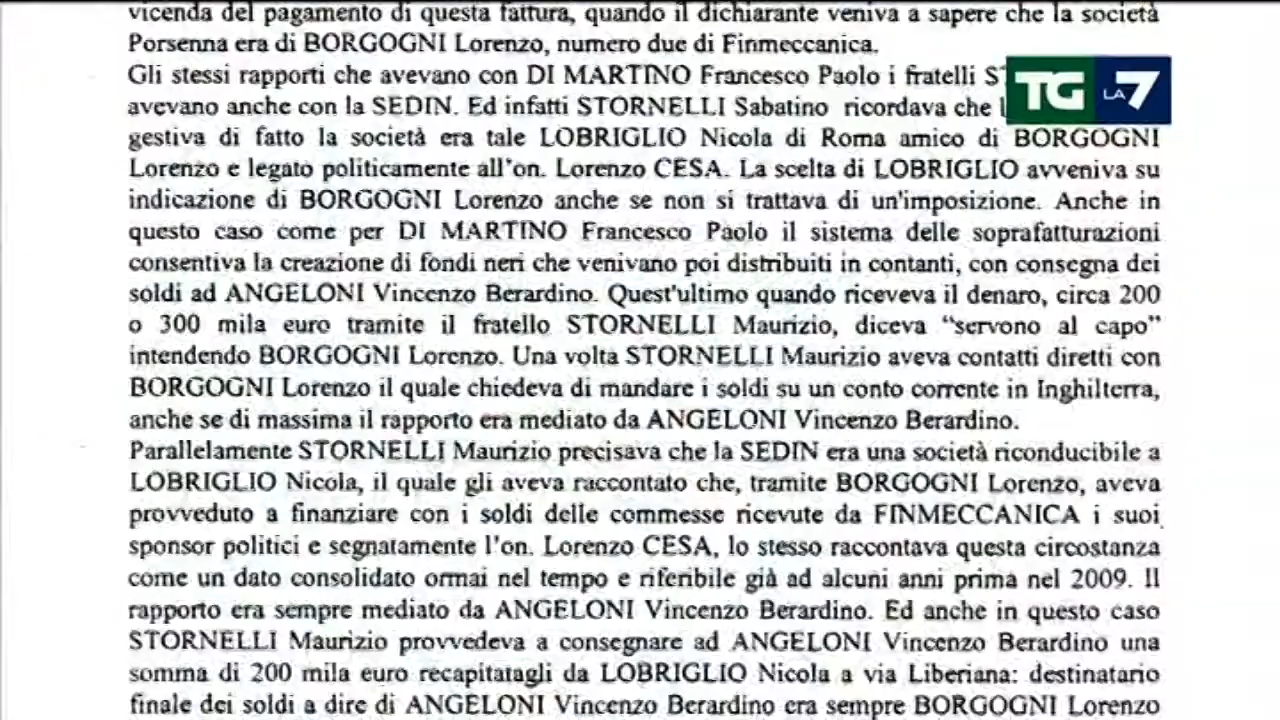 vicenda del pagamento di questa fattura, quando il dichiarante veniva a sapere che la società
Porsenna era di BORGOGNI Lorenzo, numero due di Finmeccanica.
Gli stessi rapporti che avevano con DI MARTINO Francesco Paolo i fratelli
avevano anche con la SEDIN. Ed infatti STORNELLI Sabatino ricordava che
gestiva di fatto la società era tale LOBRIGLIO Nicola di Roma amico di BORGOGNI
Lorenzo e legato politicamente all'on. Lorenzo CESA. La scelta di LOBRIGLIO avveniva su
indicazione di BORGOGNI Lorenzo anche se non si trattava di un'imposizione. Anche in
questo caso come per DI MARTINO Francesco Paolo il sistema delle soprafatturazioni
consentiva la creazione di fondi neri che venivano poi distribuiti in contanti, con consegna dei
soldi ad ANGELONI Vincenzo Berardino. Quest'ultimo quando riceveva il denaro, circa 200
o 300 mila euro tramite il fratello STORNELLI Maurizio, diceva “servono al capo”
intendendo BORGOGNI Lorenzo. Una volta STORNELLI Maurizio aveva contatti diretti con
BORGOGNI Lorenzo il quale chiedeva di mandare i soldi su un conto corrente in Inghilterra,
anche se di massima il rapporto era mediato da ANGELONI Vincenzo Berardino.
Parallelamente STORNELLI Maurizio precisava che la SEDIN era una società riconducibile a
LOBRIGLIO Nicola, il quale gli aveva raccontato che, tramite BORGOGNI Lorenzo, aveva
provveduto a finanziare con i soldi delle commesse ricevute da FINMECCANICA i suoi
sponsor politici e segnatamente l'on. Lorenzo CESA, lo stesso raccontava questa circostanza
come un dato consolidato ormai nel tempo e riferibile già ad alcuni anni prima nel 2009. Il
rapporto era sempre mediato da ANGELONI Vincenzo Berardino. Ed anche in questo caso
STORNELLI Maurizio provvedeva a consegnare ad ANGELONI Vincenzo Berardino una
somma di 200 mila euro recapitatagli da LOBRIGLIO Nicola a via Liberiana: destinatario
finale dei soldi a dire di ANGELONI Vincenzo Berardino era sempre BORGOGNI Lorenzo
TG LA 7